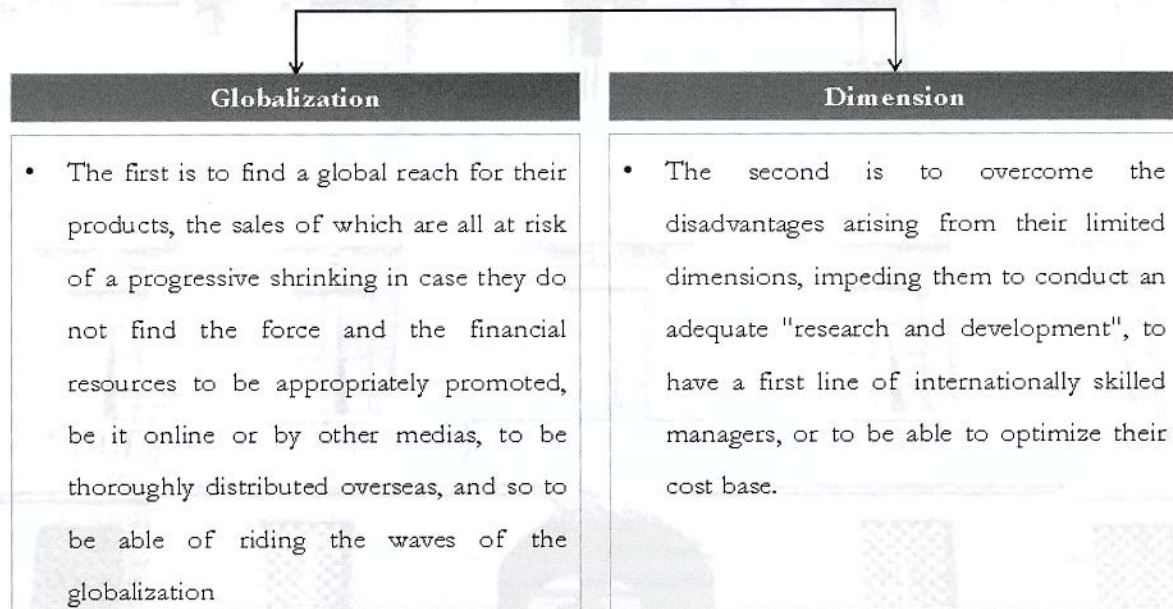 Globalization
• The first is to find a global reach for their
products, the sales of which are all at risk
of a progressive shrinking in case they do
not find the force and the financial
resources to be appropriately promoted,
be it online or by other medias, to be
thoroughly distributed overseas, and so to
be able of riding the waves of the
globalization
Dimension
• The second is to overcome the
disadvantages arising from their limited
dimensions, impeding them to conduct an
adequate "research and development", to
have a first line of internationally skilled
managers, or to be able to optimize their
cost base.